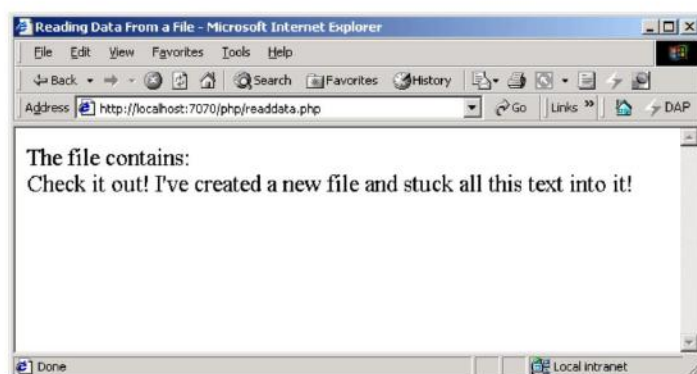 Reading Data From a File - Microsoft Internet Explorer
File Edit View Favorites Tools Help
Back Search Favorites History
Address http://localhost:7070/php/readdata.php Go Links » DAP
The file contains:
Check it out! I've created a new file and stuck all this text into it!
Done Local intranet